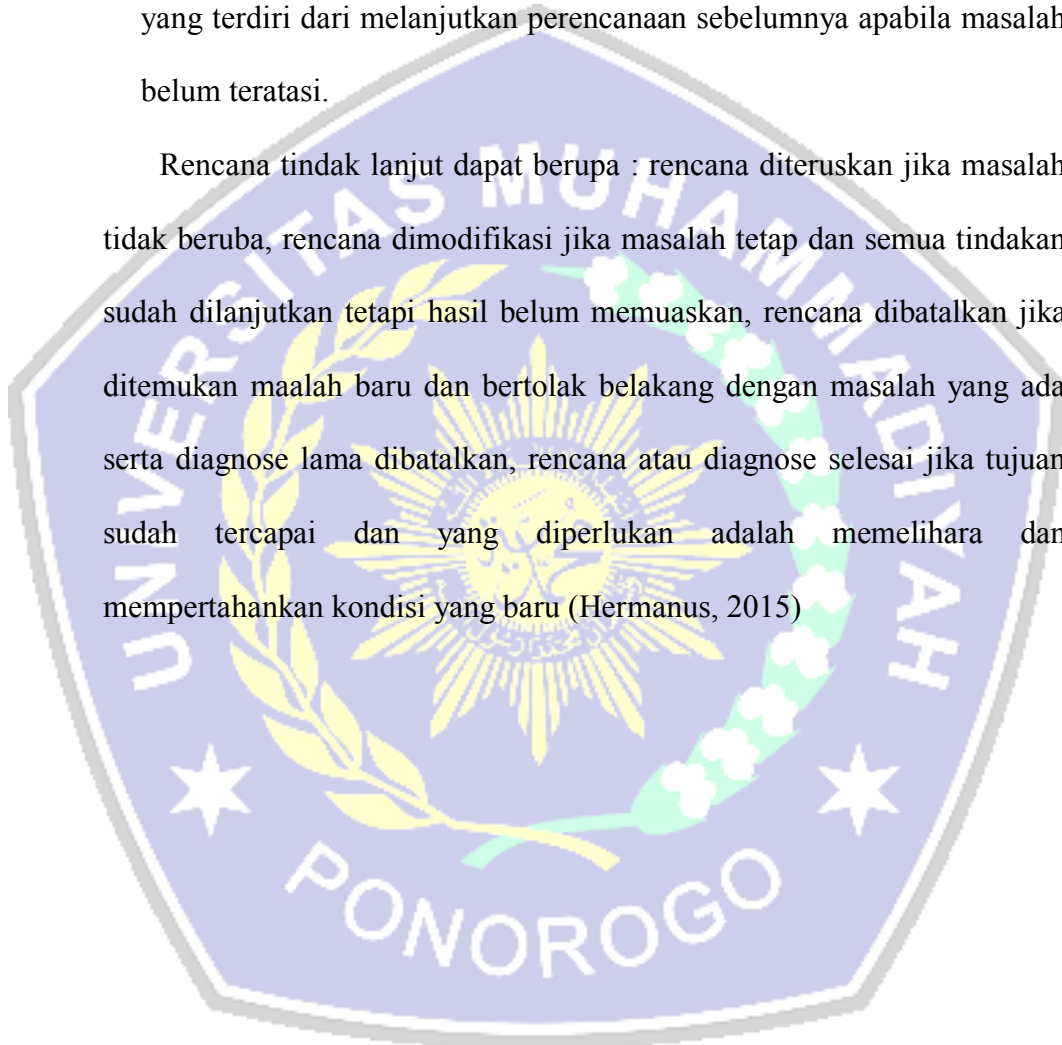 yang terdiri dari melanjutkan perencanaan sebelumnya apabila masalah
belum teratasi.
Rencana tindak lanjut dapat berupa : rencana diteruskan jika masalah
tidak beruba, rencana dimodifikasi jika masalah tetap dan semua tindakan
sudah dilanjutkan tetapi hasil belum memuaskan, rencana dibatalkan jika
ditemukan maalah baru dan bertolak belakang dengan masalah yang ada
serta diagnose lama dibatalkan, rencana atau diagnose selesai jika tujuan
sudah tercapai dan yang diperlukan adalah memelihara dan
mempertahankan kondisi yang baru (Hermanus, 2015)
UNIVERSITAS MUHAMMADIYAH
PONOROGO